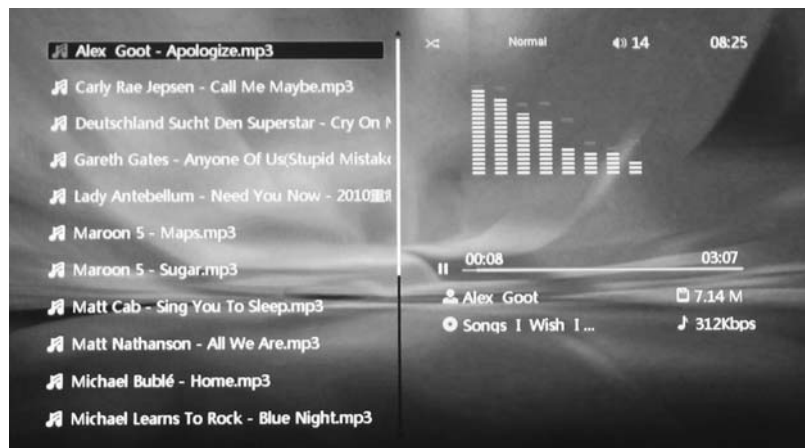 Alex Goot - Apologize.mp3
Carly Rae Jepsen - Call Me Maybe.mp3
Deutschland Sucht Den Superstar - Cry On
Gareth Gates - Anyone Of Us(Stupid Mistake
Lady Antebellum - Need You Now - 2010
Maroon 5 - Maps.mp3
Maroon 5 - Sugar.mp3
Matt Cab - Sing You To Sleep.mp3
Matt Nathanson - All We Are.mp3
Michael Bublé - Home.mp3
Michael Learns To Rock - Blue Night.mp3
Normal 14 08:25
00:08 03:07
Alex Goot 7.14 M
Songs I Wish I... 312Kbps